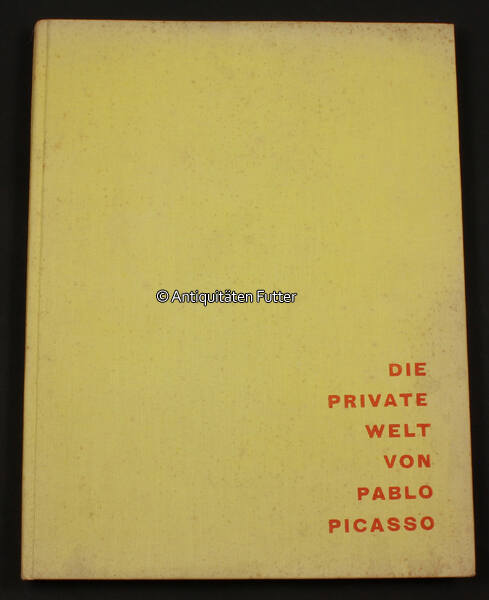 © Antiquitäten Futter
DIE
PRIVATE
WELT
VON
PABLO
PICASSO